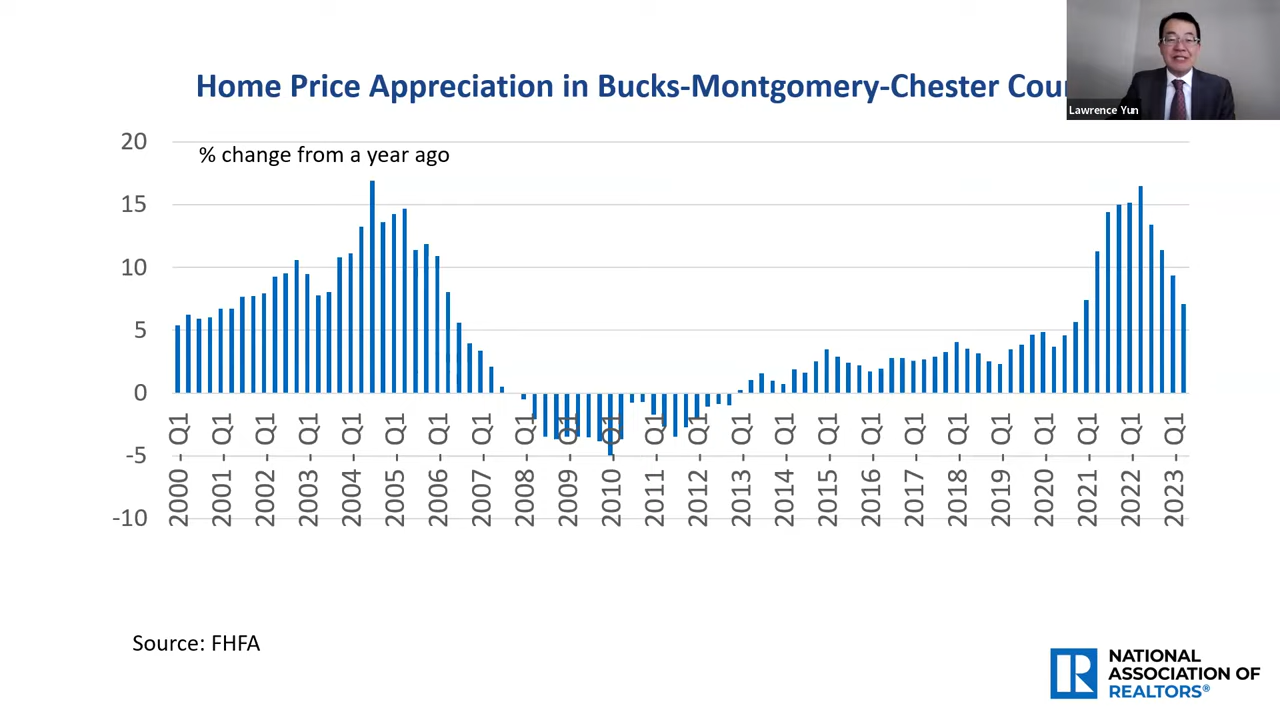 Home Price Appreciation in Bucks-Montgomery-Chester
Lawrence Yun
% change from a year ago
20
15
10
5
0
-5
-10
2000 - Q1
2001 - Q1
2002 - Q1
2003 - Q1
2004 - Q1
2005 - Q1
2006 - Q1
2007 - Q1
2008 - Q1
2009 - Q1
2010 - Q1
2011 - Q1
2012 - Q1
2013 - Q1
2014 - Q1
2015 - Q1
2016 - Q1
2017 - Q1
2018 - Q1
2019 - Q1
2020 - Q1
2021 - Q1
2022 - Q1
2023 - Q1
Source: FHFA
R
NATIONAL
ASSOCIATION OF
REALTORS®